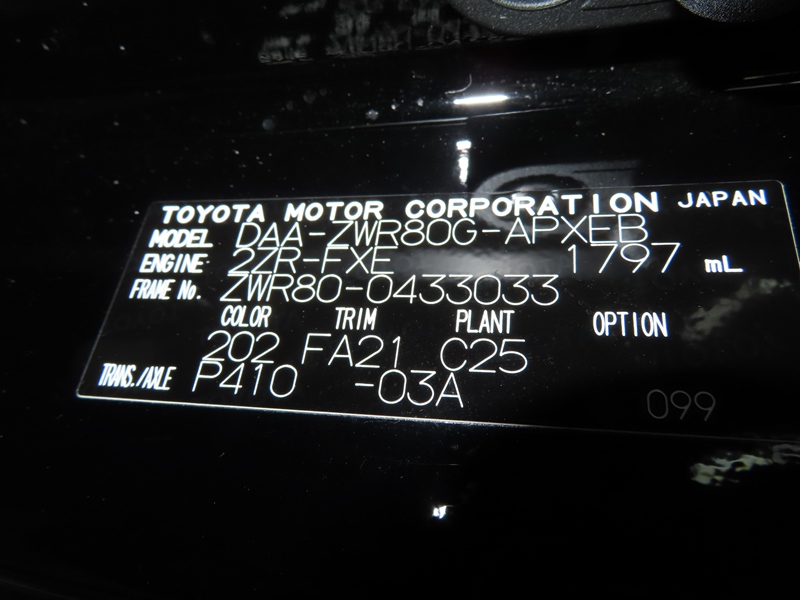 TOYOTA MOTOR CORPORATION JAPAN
MODEL DAA-ZWR80G-APXEB
ENGINE 2ZR-FXE 1797 mL
FRAME No. ZWR80-0433033
COLOR TRIM PLANT OPTION
202 FA21 C25
TRANS./AXLE P410 -03A
099